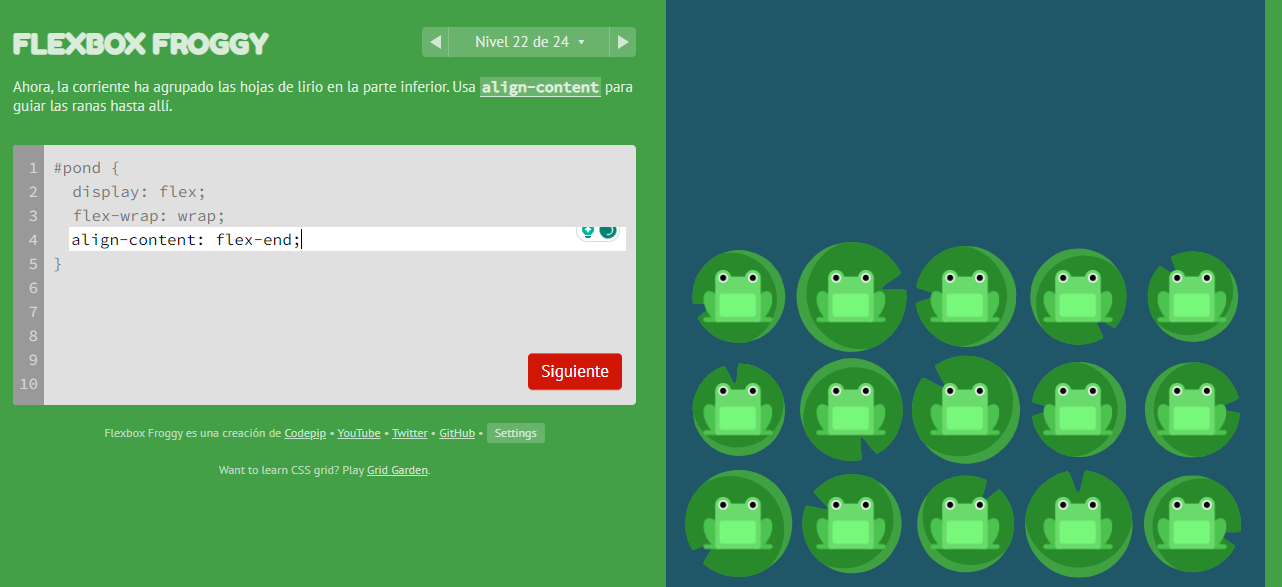 FLEXBOX FROGGY
Nivel 22 de 24
Ahora, la corriente ha agrupado las hojas de lirio en la parte inferior. Usa align-content para
guiar las ranas hasta allí.
1 #pond {
2 display: flex;
3 flex-wrap: wrap;
4 align-content: flex-end;
5 }
6
7
8
9
10
Siguiente
Flexbox Froggy es una creación de Codepip • YouTube • Twitter • GitHub • Settings
Want to learn CSS grid? Play Grid Garden.